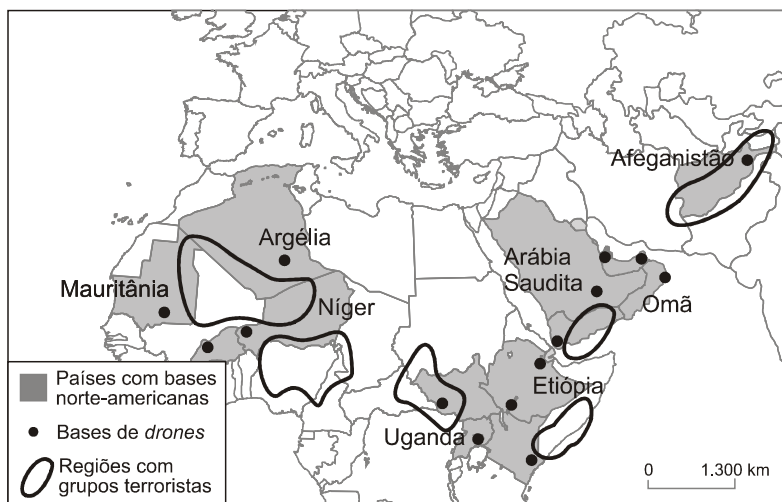 Afeganistão
Argélia
Arábia
Saudita
Mauritânia
Níger
Omã
Etiópia
Uganda
Países com bases
norte-americanas
Bases de drones
Regiões com
grupos terroristas
0 1.300 km